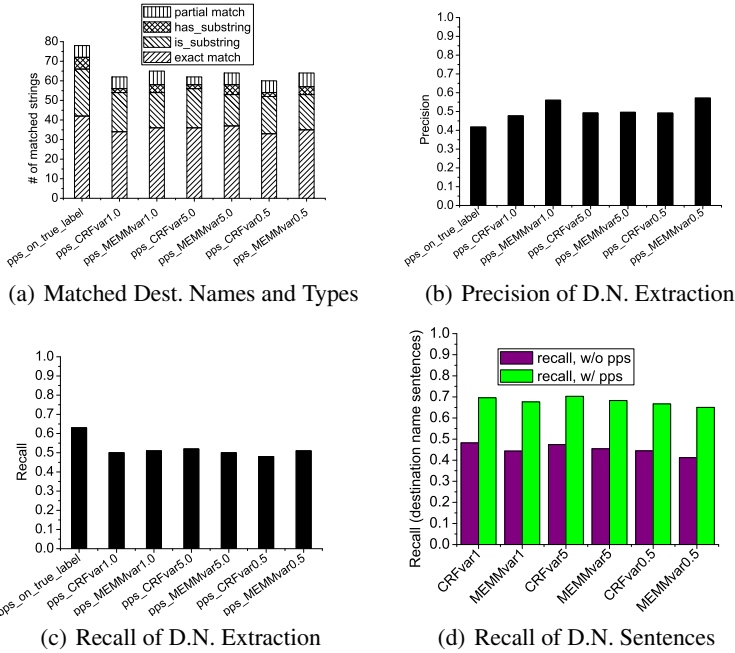 partial match
has_substring
is_substring
exact match
# of matched strings
80
70
60
50
40
30
20
10
0
pps_on_true_label
pps_CRFvar1.0
pps_MEMMvar1.0
pps_CRFvar5.0
pps_MEMMvar5.0
pps_CRFvar0.5
pps_MEMMvar0.5
(a) Matched Dest. Names and Types
Precision
1.0
0.9
0.8
0.7
0.6
0.5
0.4
0.3
0.2
0.1
0.0
pps_on_true_label
pps_CRFvar1.0
pps_MEMMvar1.0
pps_CRFvar5.0
pps_MEMMvar5.0
pps_CRFvar0.5
pps_MEMMvar0.5
(b) Precision of D.N. Extraction
Recall
1.0
0.9
0.8
0.7
0.6
0.5
0.4
0.3
0.2
0.1
0.0
pps_on_true_label
pps_CRFvar1.0
pps_MEMMvar1.0
pps_CRFvar5.0
pps_MEMMvar5.0
pps_CRFvar0.5
pps_MEMMvar0.5
(c) Recall of D.N. Extraction
Recall (destination name sentences)
1.0
0.9
0.8
0.7
0.6
0.5
0.4
0.3
0.2
0.1
0.0
recall, w/o pps
recall, w/ pps
CRFvar1
MEMMvar1
CRFvar5
MEMMvar5
CRFvar0.5
MEMMvar0.5
(d) Recall of D.N. Sentences